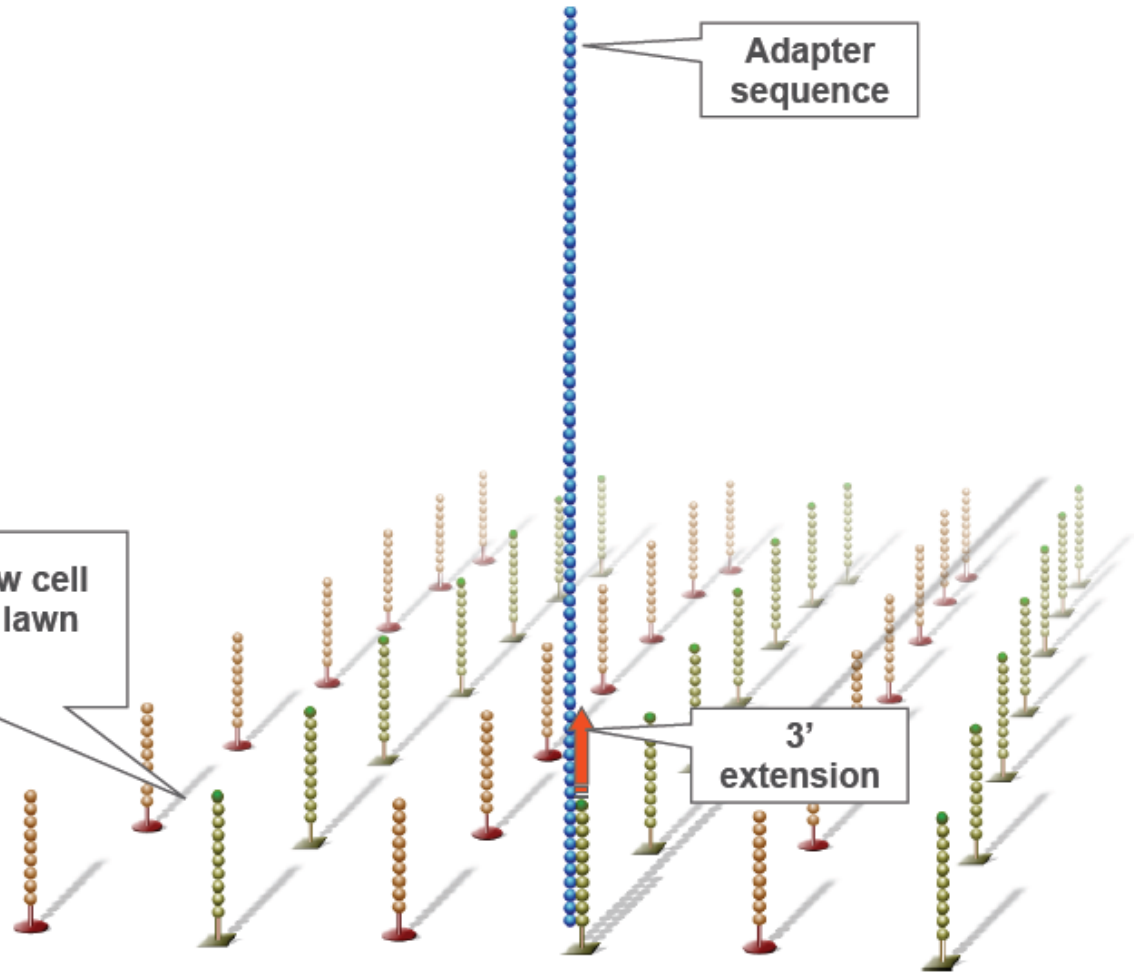 Adapter
sequence
w cell
lawn
3’
extension